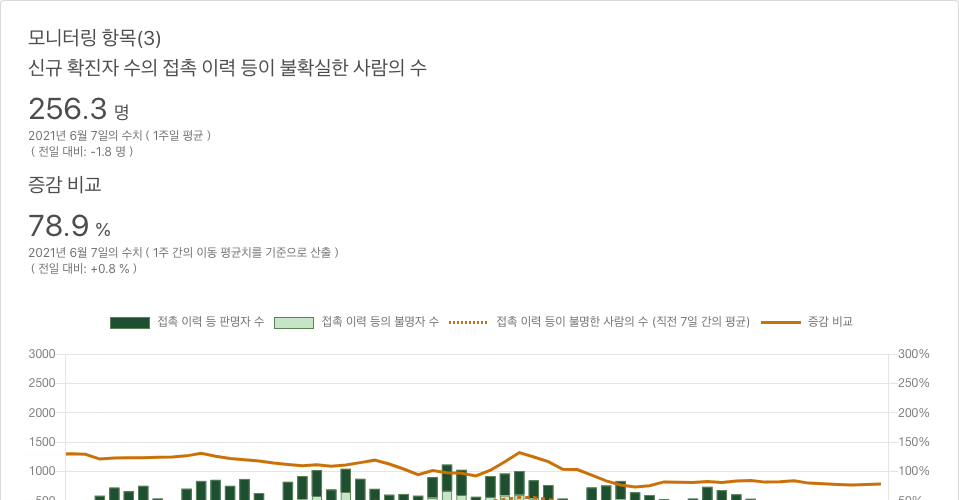 모니터링 항목(3)
신규 확진자 수의 접촉 이력 등이 불확실한 사람의 수
256.3 명
2021년 6월 7일의 수치 ( 1주일 평균 )
( 전일 대비: -1.8 명 )
증감 비교
78.9 %
2021년 6월 7일의 수치 ( 1주 간의 이동 평균치를 기준으로 산출 )
( 전일 대비: +0.8 % )
접촉 이력 등 판명자 수 접촉 이력 등의 불명자 수 접촉 이력 등이 불명한 사람의 수 (직전 7일 간의 평균) 증감 비교
3000 300%
2500 250%
2000 200%
1500 150%
1000 100%
500 50%